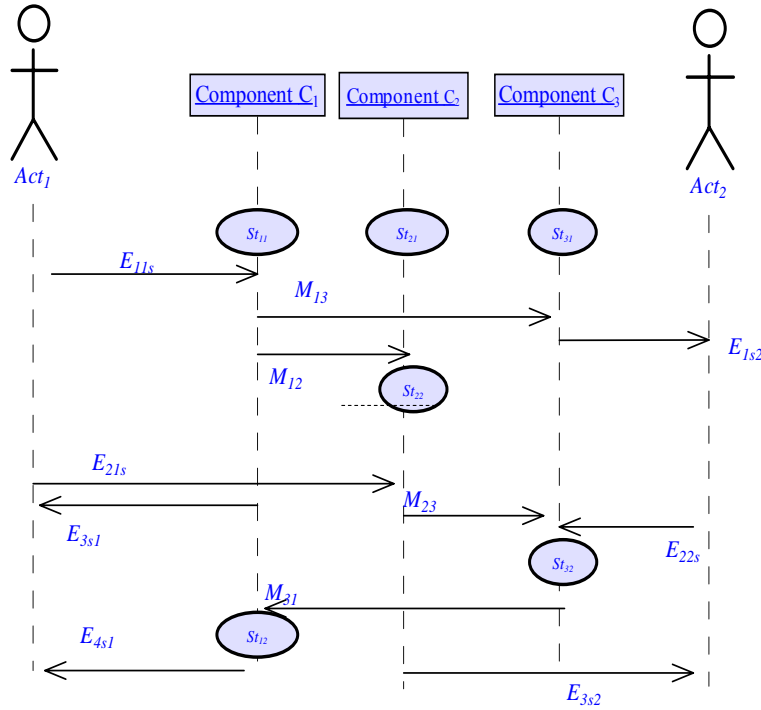 Component C1
Component C2
Component C3
Act1
Act2
St11
St21
St31
E11s
M13
E1s2
M12
St22
E21s
M23
E3s1
E22s
St32
M31
E4s1
St12
E3s2